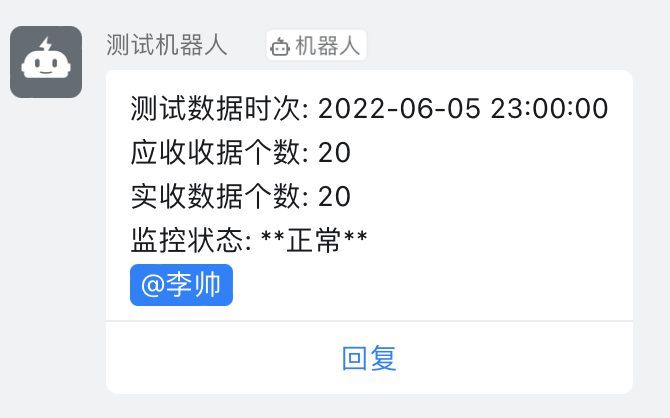 测试机器人 机器人
测试数据时次: 2022-06-05 23:00:00
应收收据个数: 20
实收数据个数: 20
监控状态: **正常**
@李帅
回复